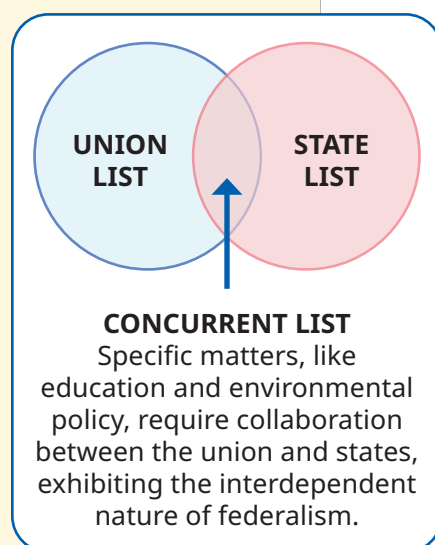 UNION
LIST
STATE
LIST
CONCURRENT LIST
Specific matters, like
education and environmental
policy, require collaboration
between the union and states,
exhibiting the interdependent
nature of federalism.